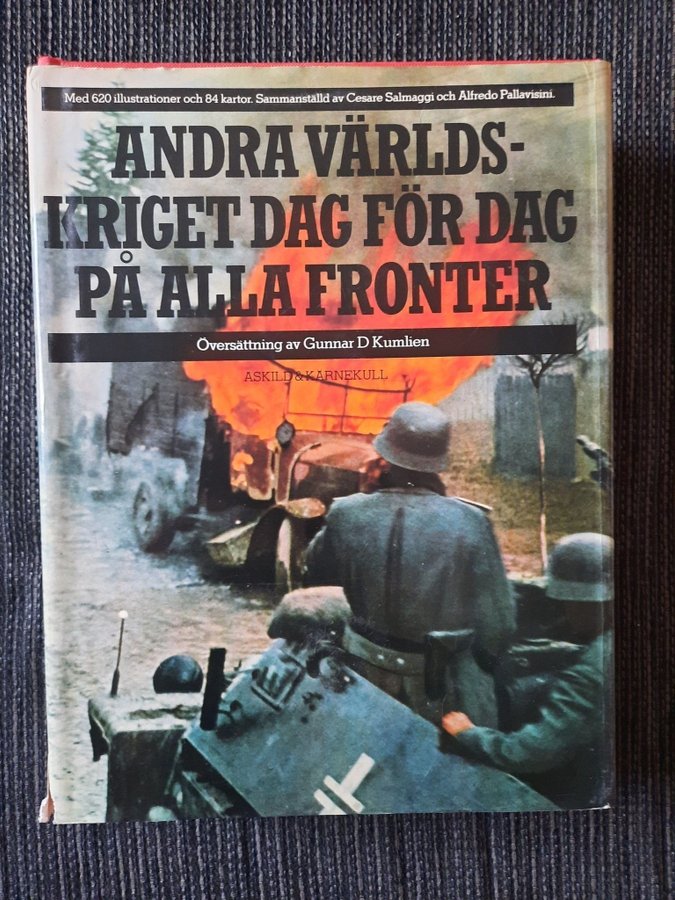 Med 620 illustrationer och 84 kartor. Sammanställd av Cesare Salmaggi och Alfredo Pallavisini.
ANDRA VÄRLDS-
KRIGET DAG FÖR DAG
PÅ ALLA FRONTER
Översättning av Gunnar D Kumlien
ASKILD & KÄRNEKULL